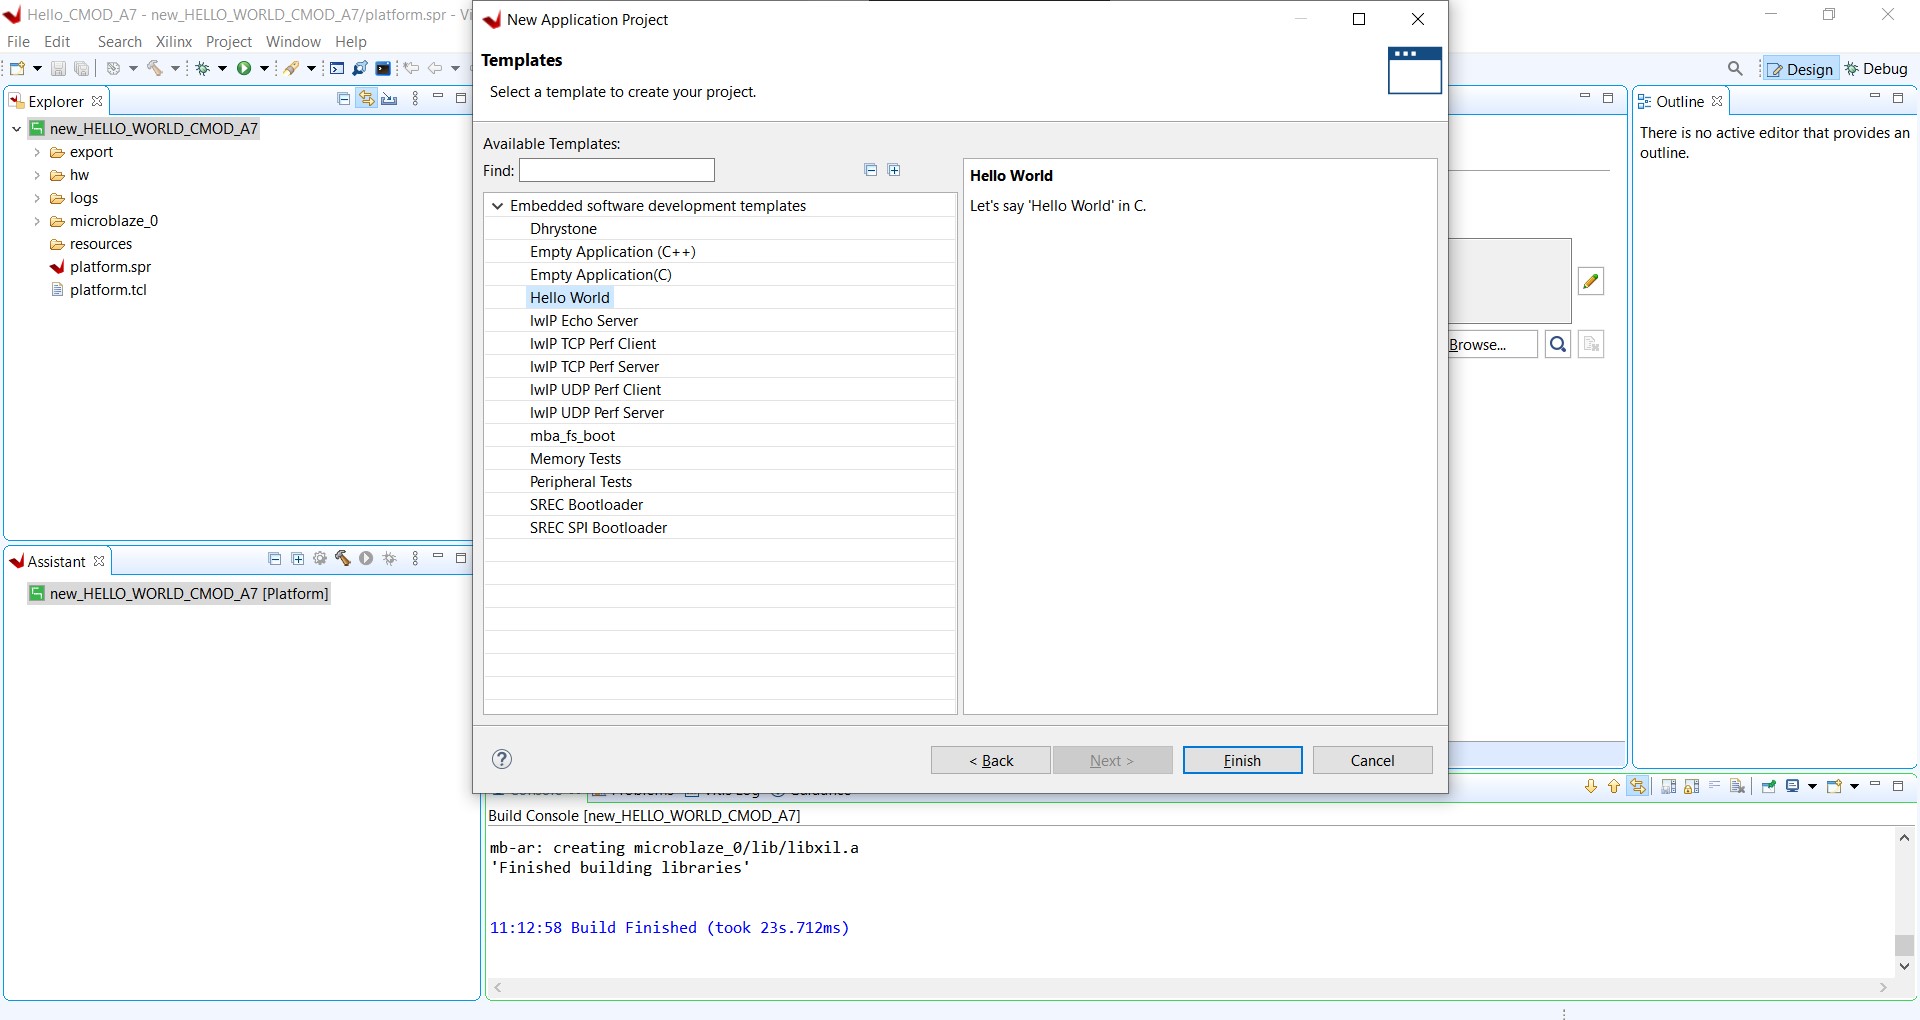 Hello_CMOD_A7 - new_HELLO_WORLD_CMOD_A7/platform.spr - Vi
File Edit Search Xilinx Project Window Help
New Application Project
Templates
Select a template to create your project.
Available Templates:
Find:
Embedded software development templates
Dhrystone
Empty Application (C++)
Empty Application(C)
Hello World
lwIP Echo Server
lwIP TCP Perf Client
lwIP TCP Perf Server
lwIP UDP Perf Client
lwIP UDP Perf Server
mba_fs_boot
Memory Tests
Peripheral Tests
SREC Bootloader
SREC SPI Bootloader
Hello World
Let's say 'Hello World' in C.
< Back
Next >
Finish
Cancel
Design
Debug
Explorer
new_HELLO_WORLD_CMOD_A7
export
hw
logs
microblaze_0
resources
platform.spr
platform.tcl
Assistant
new_HELLO_WORLD_CMOD_A7 [Platform]
Browse...
Outline
There is no active editor that provides an
outline.
Build Console [new_HELLO_WORLD_CMOD_A7]
mb-ar: creating microblaze_0/lib/libxil.a
'Finished building libraries'
11:12:58 Build Finished (took 23s.712ms)